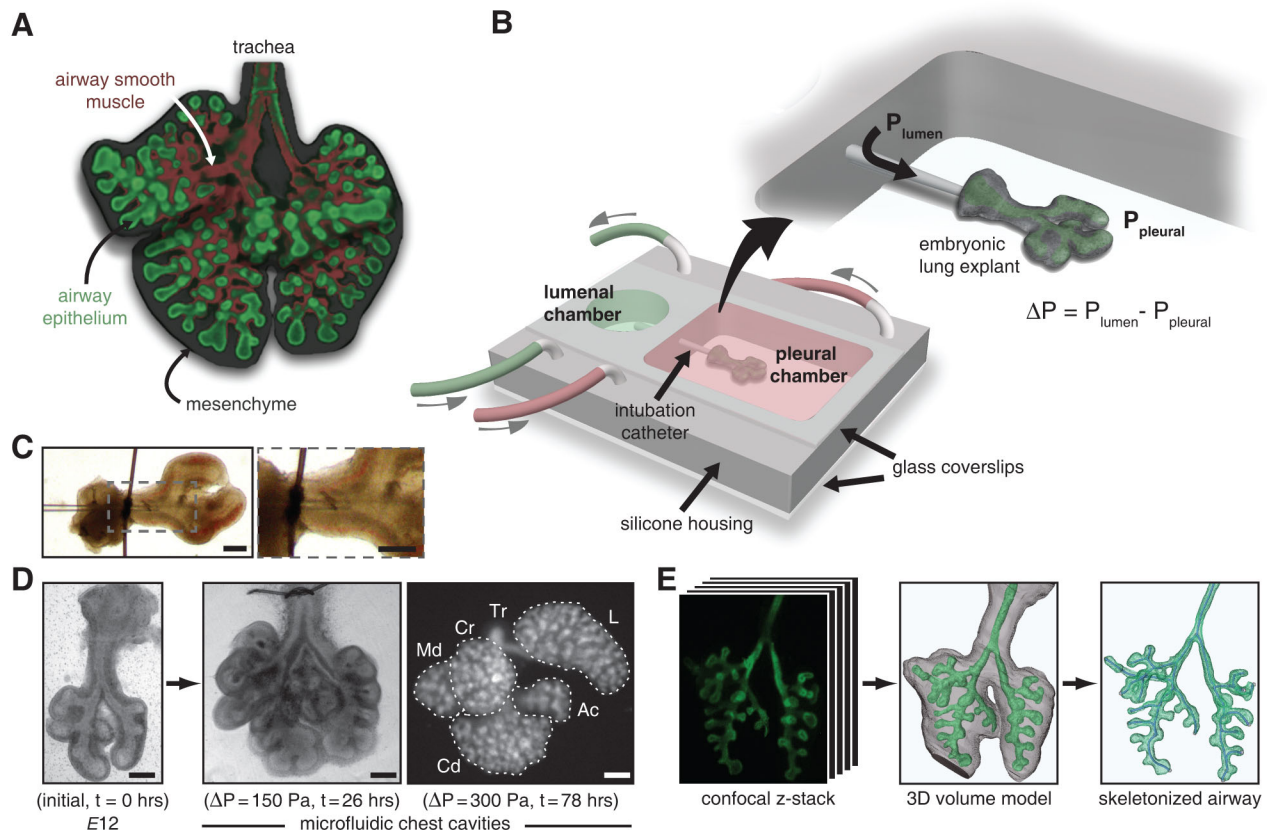 A
trachea
airway smooth
muscle
airway
epithelium
mesenchyme
B
P lumen
P pleural
embryonic
lung explant
ΔP = P lumen - P pleural
lumenal
chamber
pleural
chamber
intubation
catheter
glass coverslips
silicone housing
C
D
(initial, t = 0 hrs)
E12
(ΔP = 150 Pa, t = 26 hrs)
Tr
L
Cr
Md
Ac
Cd
(ΔP = 300 Pa, t = 78 hrs)
microfluidic chest cavities
E
confocal z-stack
3D volume model
skeletonized airway